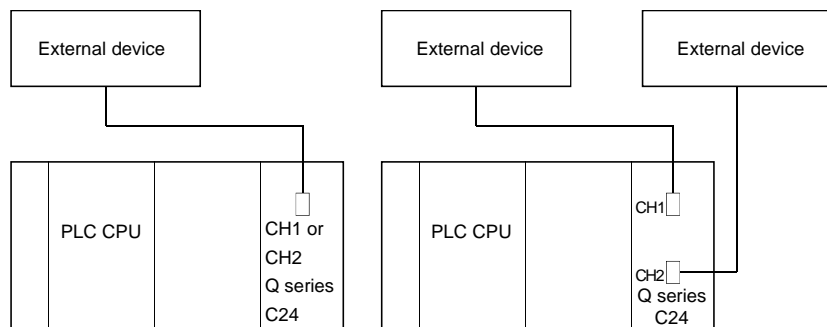 External device
External device
External device
PLC CPU
CH1 or
CH2
Q series
C24
PLC CPU
CH1
CH2
Q series
C24